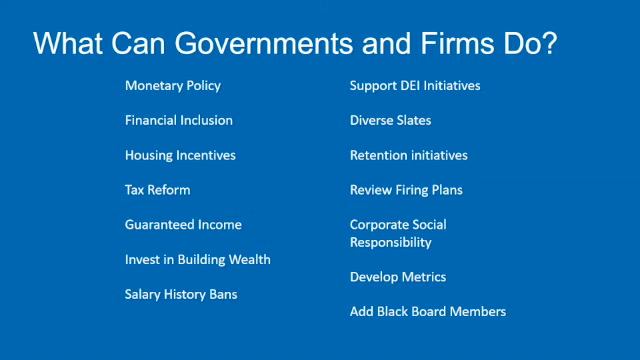 What Can Governments and Firms Do?
Monetary Policy
Financial Inclusion
Housing Incentives
Tax Reform
Guaranteed Income
Invest in Building Wealth
Salary History Bans
Support DEI Initiatives
Diverse Slates
Retention initiatives
Review Firing Plans
Corporate Social
Responsibility
Develop Metrics
Add Black Board Members